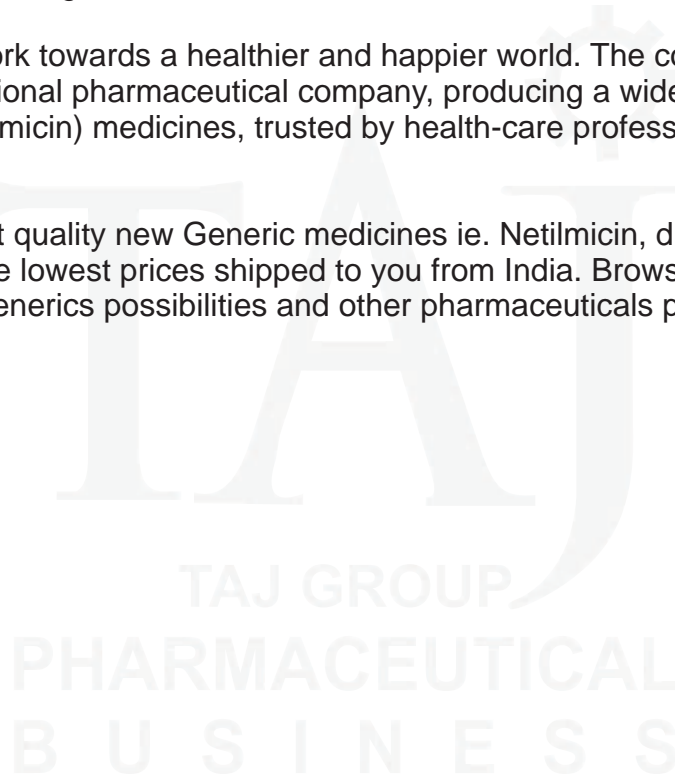 ork towards a healthier and happier world. The co
ional pharmaceutical company, producing a wide
micin) medicines, trusted by health-care profess
t quality new Generic medicines ie. Netilmicin, d
e lowest prices shipped to you from India. Brows
enerics possibilities and other pharmaceuticals p
TAJ
TAJ GROUP
PHARMACEUTICAL
BUSINESS